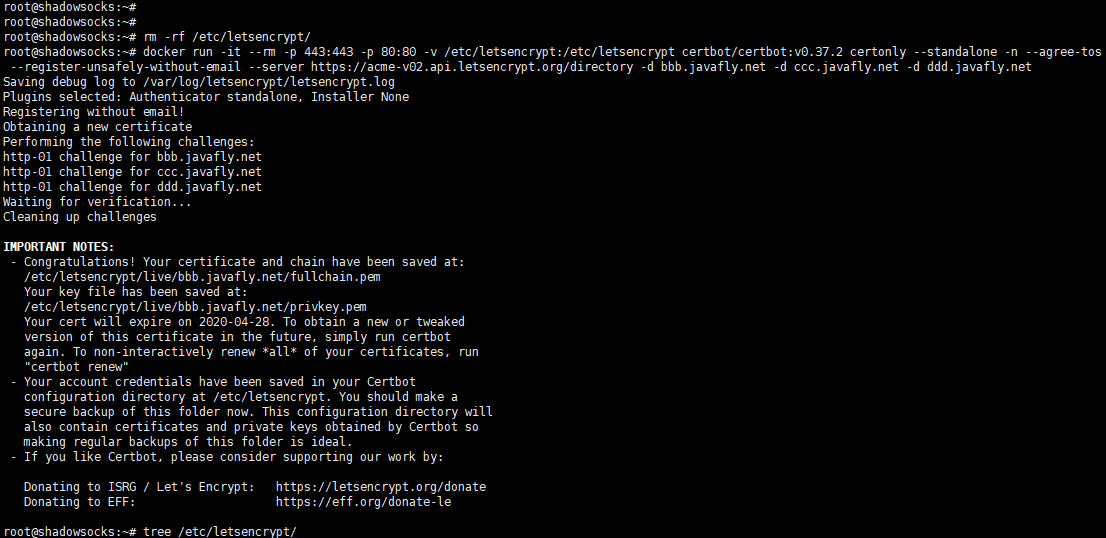 root@shadowsocks:~#
root@shadowsocks:~#
root@shadowsocks:~# rm -rf /etc/letsencrypt/
root@shadowsocks:~# docker run -it --rm -p 443:443 -p 80:80 -v /etc/letsencrypt:/etc/letsencrypt certbot/certbot:v0.37.2 certonly --standalone -n --agree-tos
--register-unsafely-without-email --server https://acme-v02.api.letsencrypt.org/directory -d bbb.javafly.net -d ccc.javafly.net -d ddd.javafly.net
Saving debug log to /var/log/letsencrypt/letsencrypt.log
Plugins selected: Authenticator standalone, Installer None
Registering without email!
Obtaining a new certificate
Performing the following challenges:
http-01 challenge for bbb.javafly.net
http-01 challenge for ccc.javafly.net
http-01 challenge for ddd.javafly.net
Waiting for verification...
Cleaning up challenges
IMPORTANT NOTES:
- Congratulations! Your certificate and chain have been saved at:
/etc/letsencrypt/live/bbb.javafly.net/fullchain.pem
Your key file has been saved at:
/etc/letsencrypt/live/bbb.javafly.net/privkey.pem
Your cert will expire on 2020-04-28. To obtain a new or tweaked
version of this certificate in the future, simply run certbot
again. To non-interactively renew *all* of your certificates, run
"certbot renew"
- Your account credentials have been saved in your Certbot
configuration directory at /etc/letsencrypt. You should make a
secure backup of this folder now. This configuration directory will
also contain certificates and private keys obtained by Certbot so
making regular backups of this folder is ideal.
- If you like Certbot, please consider supporting our work by:
Donating to ISRG / Let's Encrypt: https://letsencrypt.org/donate
Donating to EFF: https://eff.org/donate-le
root@shadowsocks:~# tree /etc/letsencrypt/